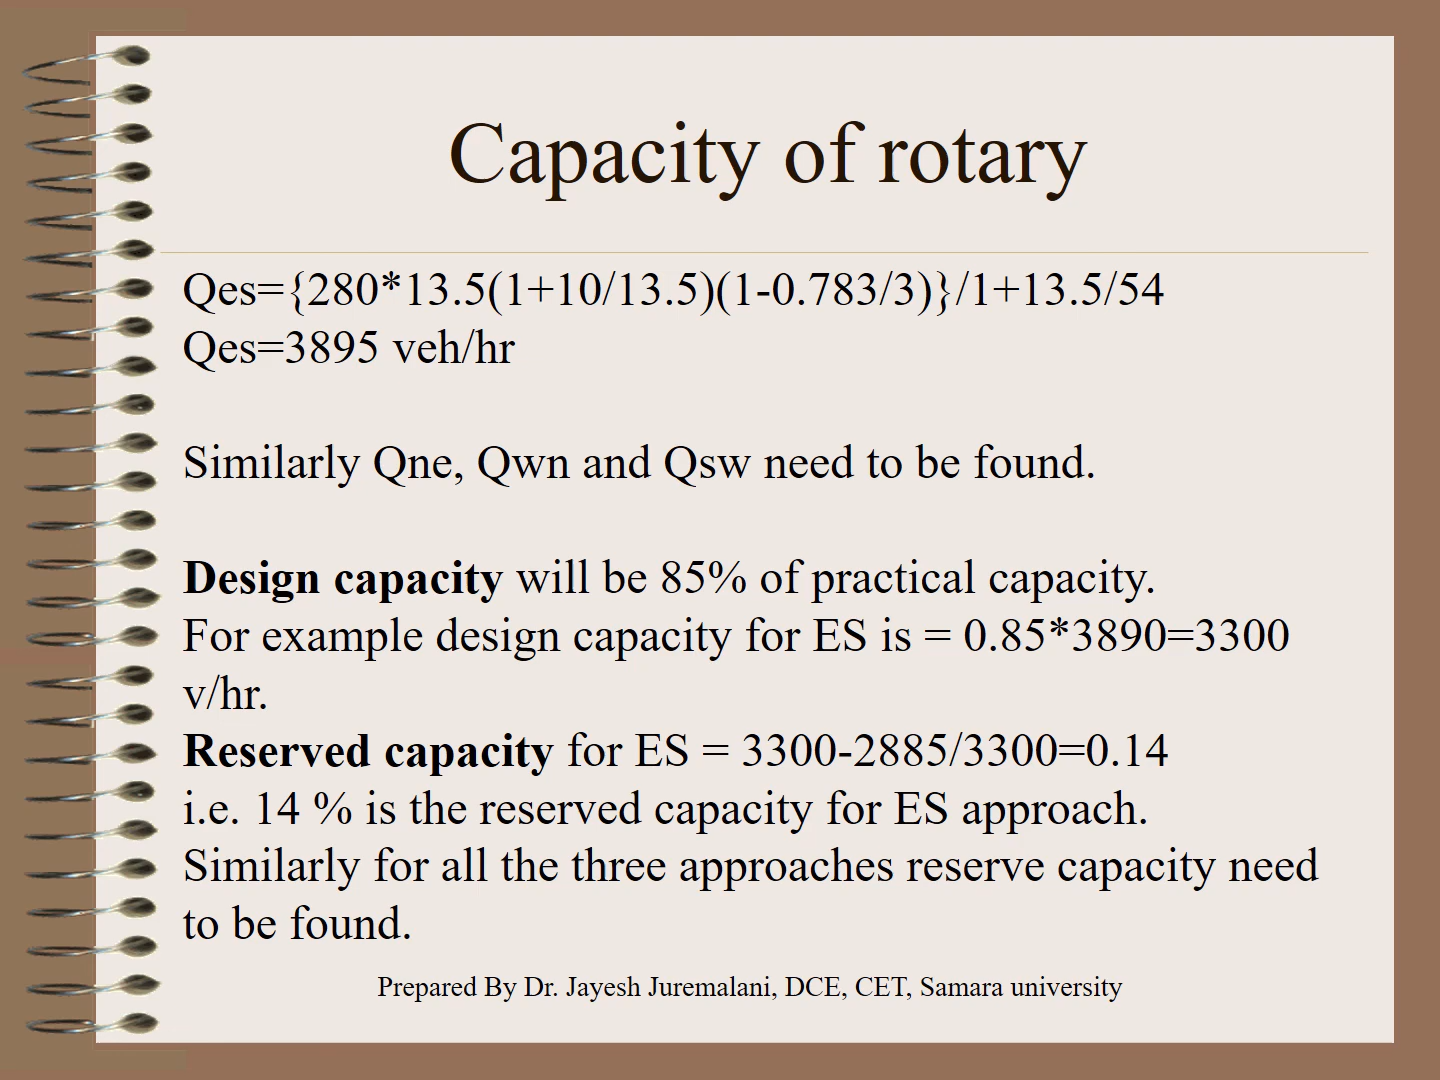 Capacity of rotary
Qes={280*13.5(1+10/13.5)(1-0.783/3)}/1+13.5/54
Qes=3895 veh/hr
Similarly Qne, Qwn and Qsw need to be found.
Design capacity will be 85% of practical capacity.
For example design capacity for ES is = 0.85*3890=3300
v/hr.
Reserved capacity for ES = 3300-2885/3300=0.14
i.e. 14 % is the reserved capacity for ES approach.
Similarly for all the three approaches reserve capacity need
to be found.
Prepared By Dr. Jayesh Juremalani, DCE, CET, Samara university